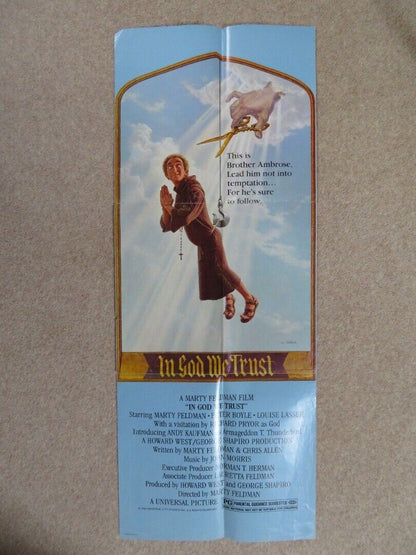 This is
Brother Ambrose.
Lead him not into
temptation...
For he's sure
to follow.
In God We Trust
A MARTY FELDMAN FILM
"IN GOD WE TRUST"
Starring MARTY FELDMAN • PETER BOYLE • LOUISE LASSER
With a visitation by RICHARD PRYOR as God
Introducing ANDY KAUFMAN as Armageddon T. Thunderbird
A HOWARD WEST/GEORGE SHAPIRO PRODUCTION
Written by MARTY FELDMAN & CHRIS ALLEN
Music by JOHN MORRIS
Executive Producer NORMAN T. HERMAN
Associate Producer LAURETTA FELDMAN
Produced by HOWARD WEST and GEORGE SHAPIRO
Directed by MARTY FELDMAN
A UNIVERSAL PICTURE
PG PARENTAL GUIDANCE SUGGESTED